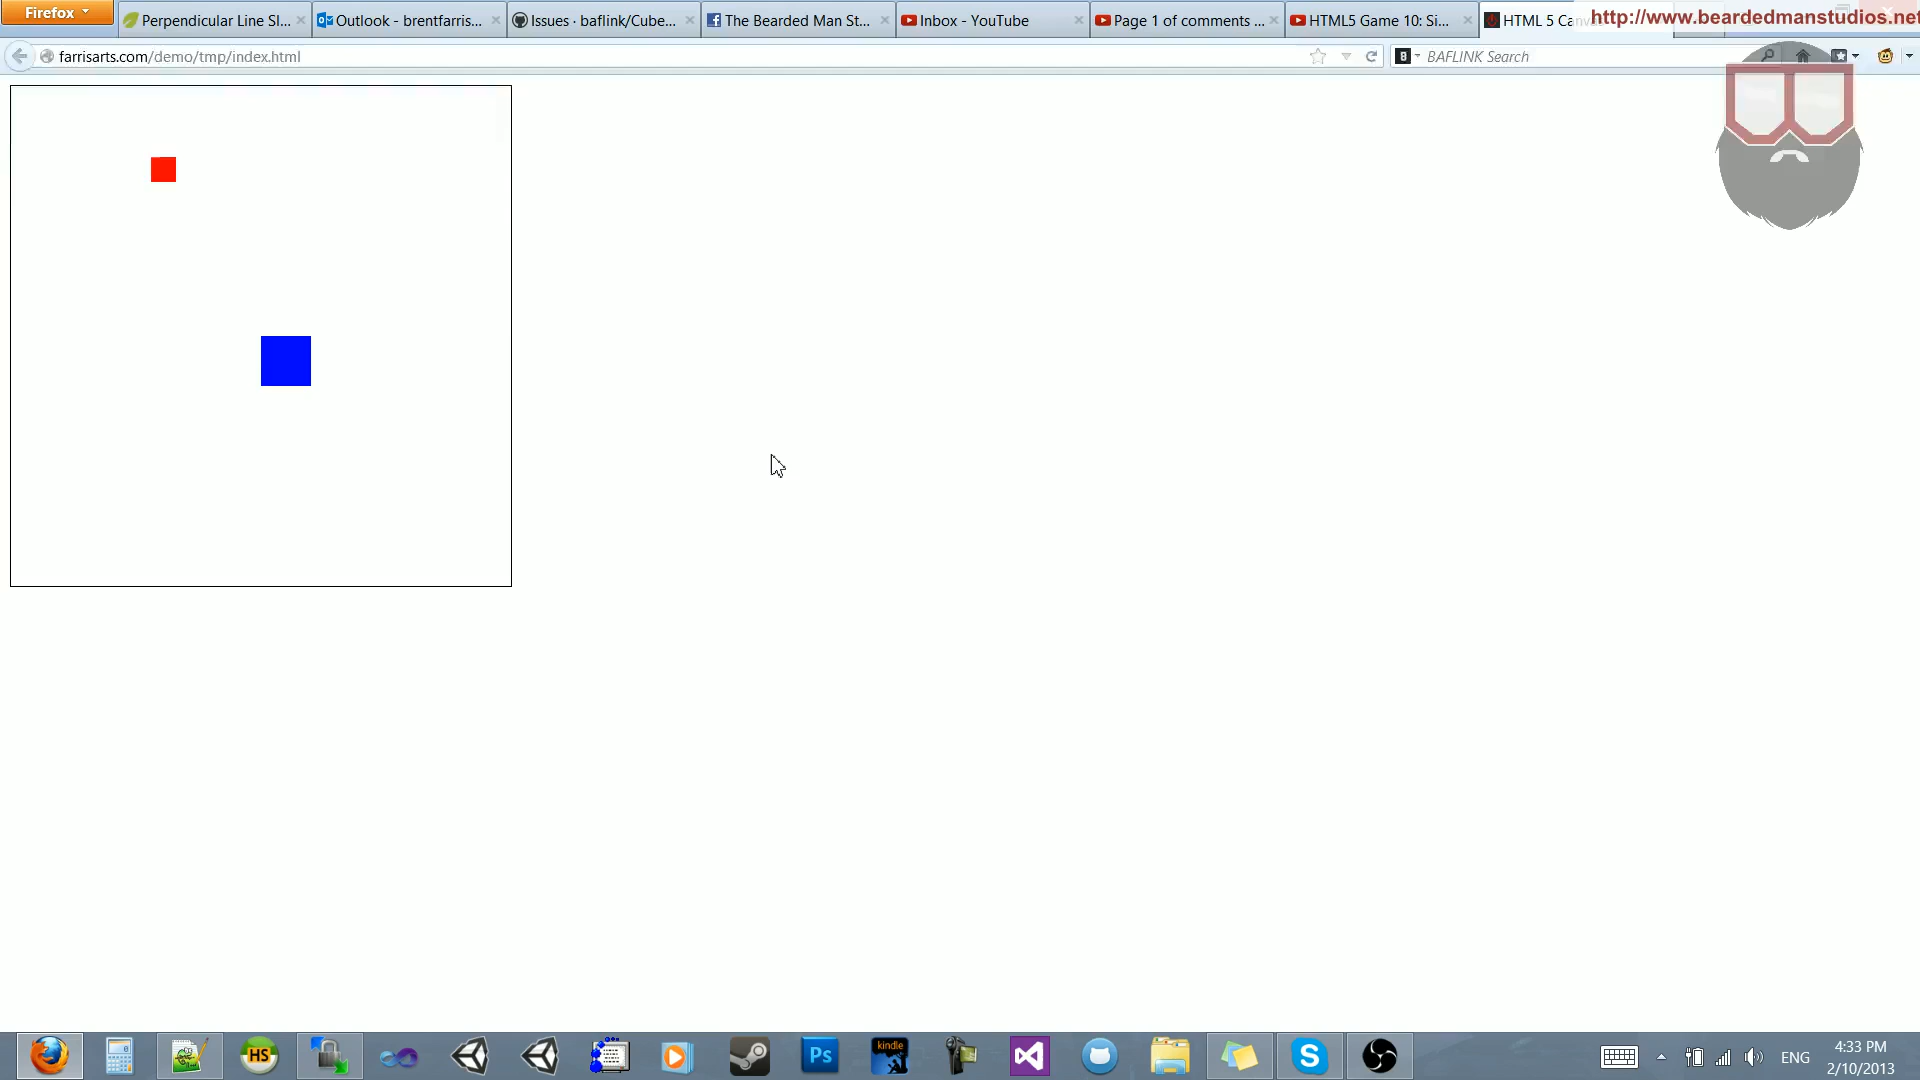 Firefox
Perpendicular Line Sl...
Outlook - brentfarris...
Issues · baflink/Cube...
The Bearded Man St...
Inbox - YouTube
Page 1 of comments ...
HTML5 Game 10: Si...
HTML 5 Can
http://www.beardedmanstudios.net
farrisarts.com/demo/tmp/index.html
BAFLINK Search
HS
Ps
kindle
S
ENG
4:33 PM
2/10/2013